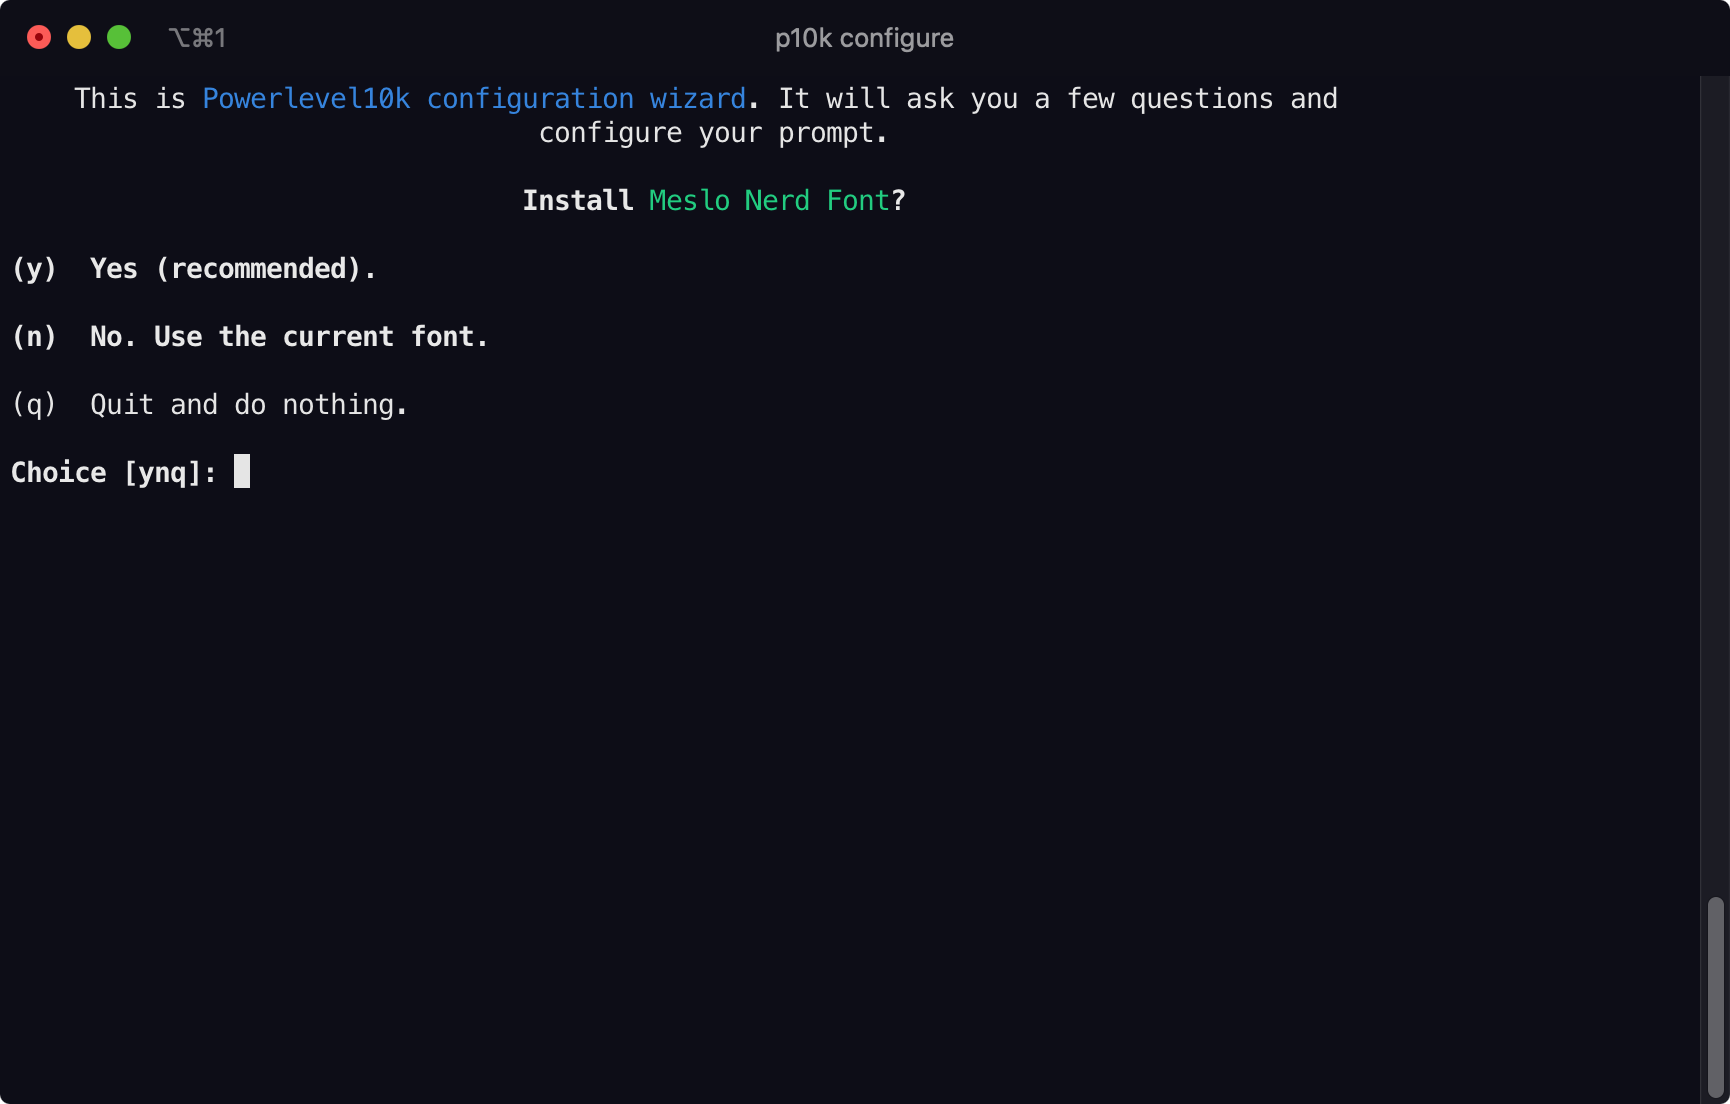 ⌥⌘1
p10k configure
This is Powerlevel10k configuration wizard. It will ask you a few questions and
configure your prompt.
Install Meslo Nerd Font?
(y)  Yes (recommended).
(n)  No. Use the current font.
(q)  Quit and do nothing.
Choice [ynq]: